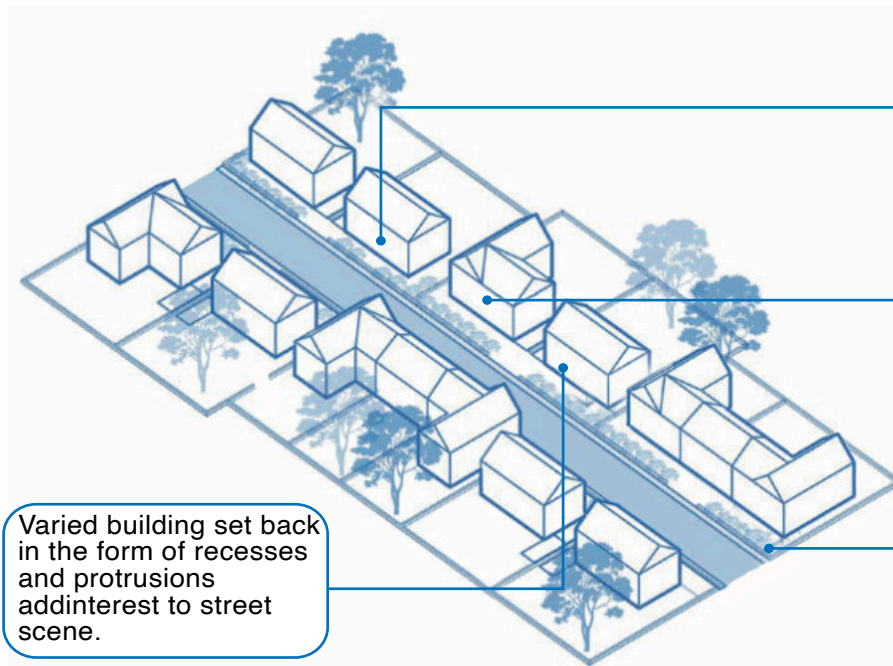 Varied building set back
in the form of recesses
and protrusions
addinterest to street
scene.